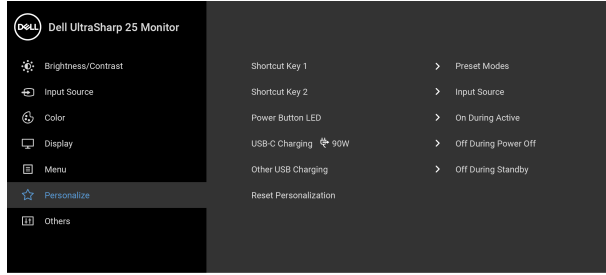 DELL Dell UltraSharp 25 Monitor
Brightness/Contrast
Input Source
Color
Display
Menu
Personalize
Others
Shortcut Key 1 > Preset Modes
Shortcut Key 2 > Input Source
Power Button LED > On During Active
USB-C Charging 90W > Off During Power Off
Other USB Charging > Off During Standby
Reset Personalization